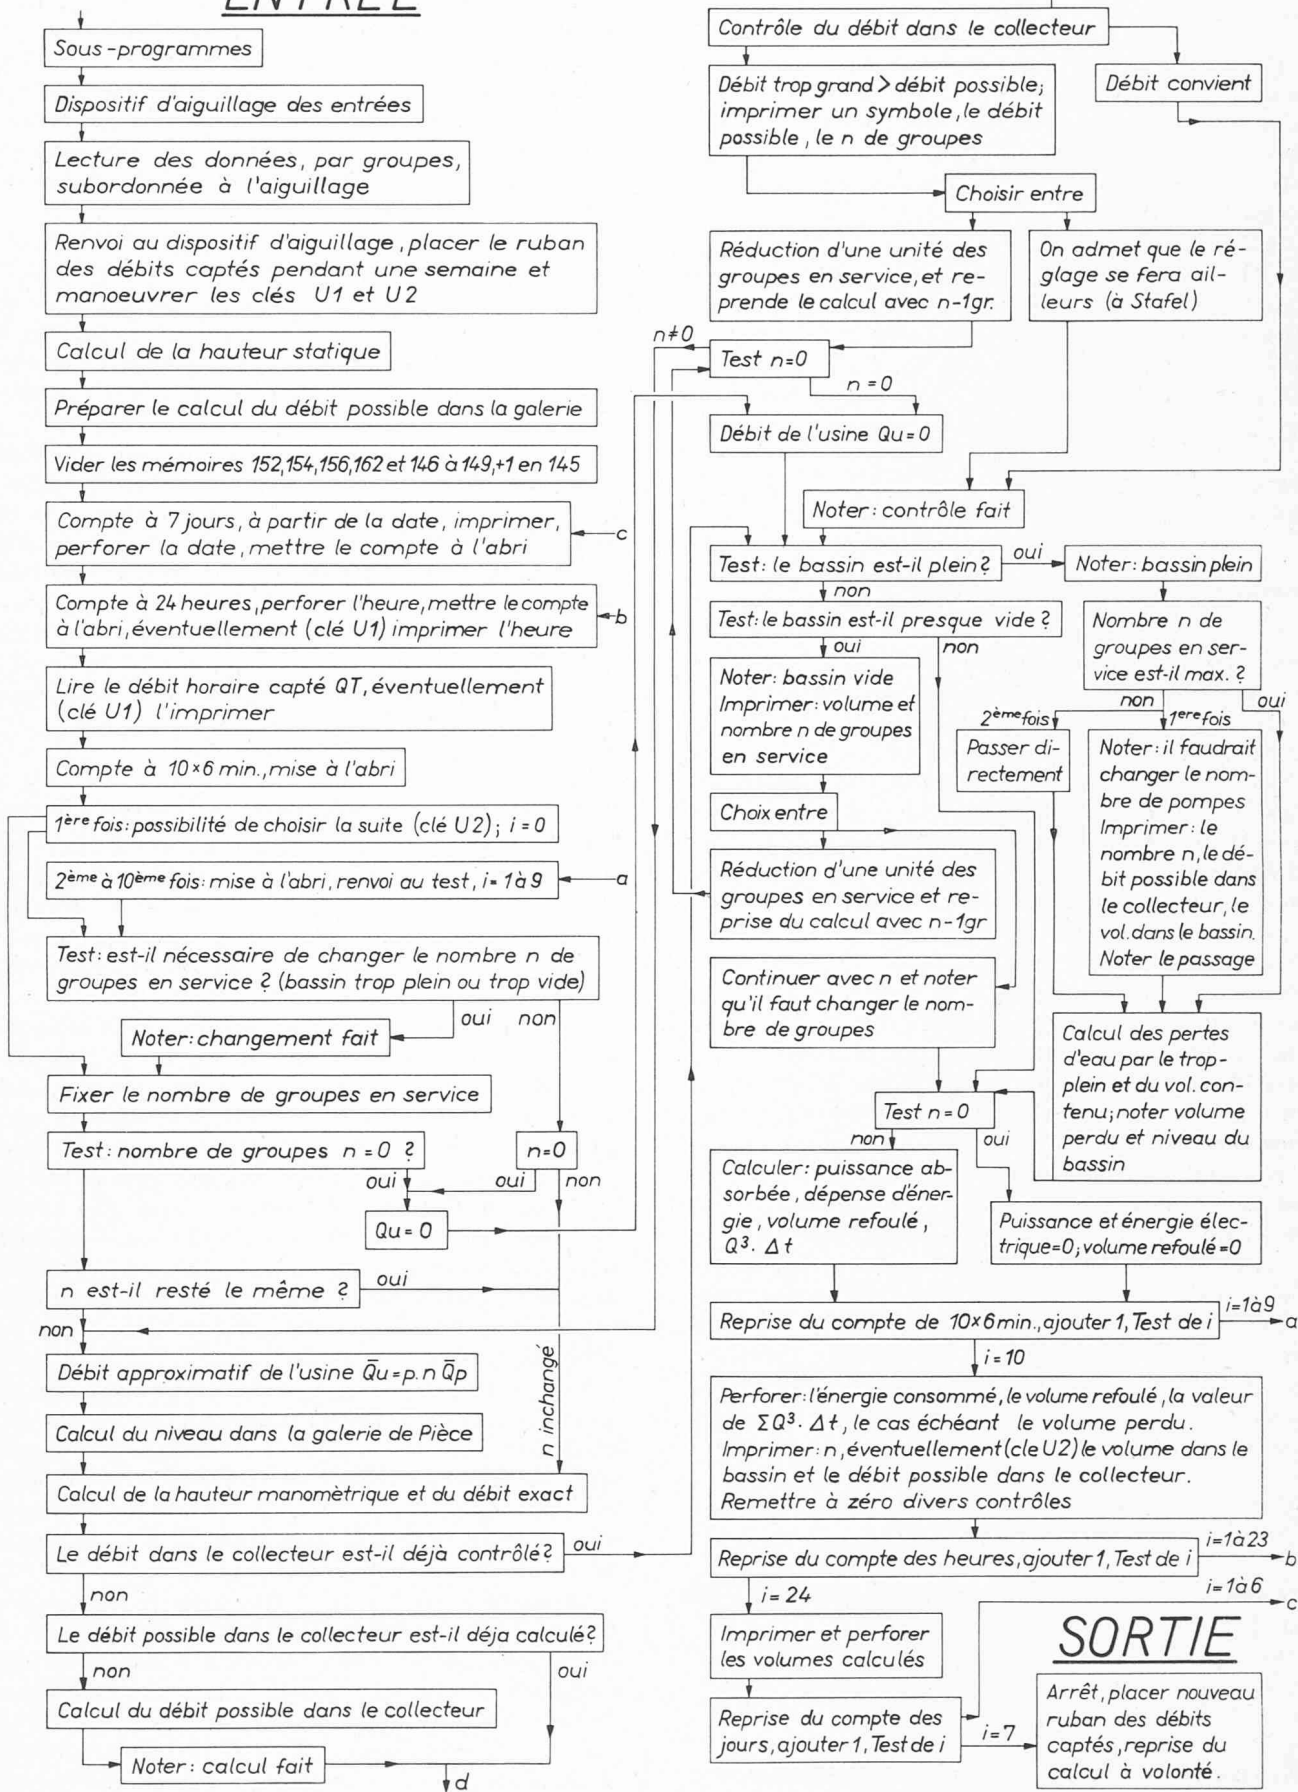 ENTRÉE
Sous-programmes
Dispositif d'aiguillage des entrées
Lecture des données, par groupes,
subordonnée à l'aiguillage
Renvoi au dispositif d'aiguillage, placer le ruban
des débits captés pendant une semaine et
manoeuvrer les clés U1 et U2
Calcul de la hauteur statique
Préparer le calcul du débit possible dans la galerie
Vider les mémoires 152,154,156,162 et 146 à 149,+1 en 145
Compte à 7 jours, à partir de la date, imprimer,
perforer la date, mettre le compte à l'abri
c
Compte à 24 heures, perforer l'heure, mettre le compte
à l'abri, éventuellement (clé U1) imprimer l'heure
b
Lire le débit horaire capté QT, éventuellement
(clé U1) l'imprimer
Compte à 10×6 min., mise à l'abri
1ère fois: possibilité de choisir la suite (clé U2); i=0
2ème à 10ème fois: mise à l'abri, renvoi au test, i= 1à 9
a
Test: est-il nécessaire de changer le nombre n de
groupes en service ? (bassin trop plein ou trop vide)
oui non
Noter: changement fait
Fixer le nombre de groupes en service
Test: nombre de groupes n=0 ?
n=0
oui
oui
non
Qu=0
n est-il resté le même ?
oui
non
Débit approximatif de l'usine Q̄u=p.n Q̄p
n inchangé
Calcul du niveau dans la galerie de Pièce
Calcul de la hauteur manomètrique et du débit exact
Le débit dans le collecteur est-il déjà contrôlé?
oui
non
Le débit possible dans le collecteur est-il déja calculé?
non
oui
Calcul du débit possible dans le collecteur
Noter: calcul fait
d
Contrôle du débit dans le collecteur
Débit trop grand > débit possible;
imprimer un symbole, le débit
possible, le n de groupes
Débit convient
Choisir entre
Réduction d'une unité des
groupes en service, et re-
prende le calcul avec n-1gr.
On admet que le ré-
glage se fera ail-
leurs (à Stafel)
n≠0
Test n=0
n=0
Débit de l'usine Qu=0
Noter: contrôle fait
Test: le bassin est-il plein?
oui
Noter: bassin plein
non
Test: le bassin est-il presque vide ?
oui
non
Nombre n de
groupes en ser-
vice est-il max. ?
non
oui
2ème fois
1ere fois
Noter: bassin vide
Imprimer: volume et
nombre n de groupes
en service
Passer di-
rectement
Noter: il faudrait
changer le nom-
bre de pompes
Imprimer: le
nombre n, le dé-
bit possible dans
le collecteur, le
vol. dans le bassin.
Noter le passage
Choix entre
Réduction d'une unité des
groupes en service et re-
prise du calcul avec n-1gr
Continuer avec n et noter
qu'il faut changer le nom-
bre de groupes
Calcul des pertes
d'eau par le trop-
plein et du vol. con-
tenu; noter volume
perdu et niveau du
bassin
Test n=0
non
oui
Calculer: puissance ab-
sorbée, dépense d'éner-
gie, volume refoulé,
Q³. Δt
Puissance et énergie élec-
trique=0; volume refoulé=0
Reprise du compte de 10×6min., ajouter 1, Test de i
i=1à9
a
i=10
Perforer: l'énergie consommé, le volume refoulé, la valeur
de ΣQ³. Δt, le cas échéant le volume perdu.
Imprimer: n, éventuellement (cle U2) le volume dans le
bassin et le débit possible dans le collecteur.
Remettre à zéro divers contrôles
Reprise du compte des heures, ajouter 1, Test de i
i=1à23
b
i=24
i=1à6
c
Imprimer et perforer
les volumes calculés
Reprise du compte des
jours, ajouter 1, Test de i
i=7
SORTIE
Arrêt, placer nouveau
ruban des débits
captés, reprise du
calcul à volonté.